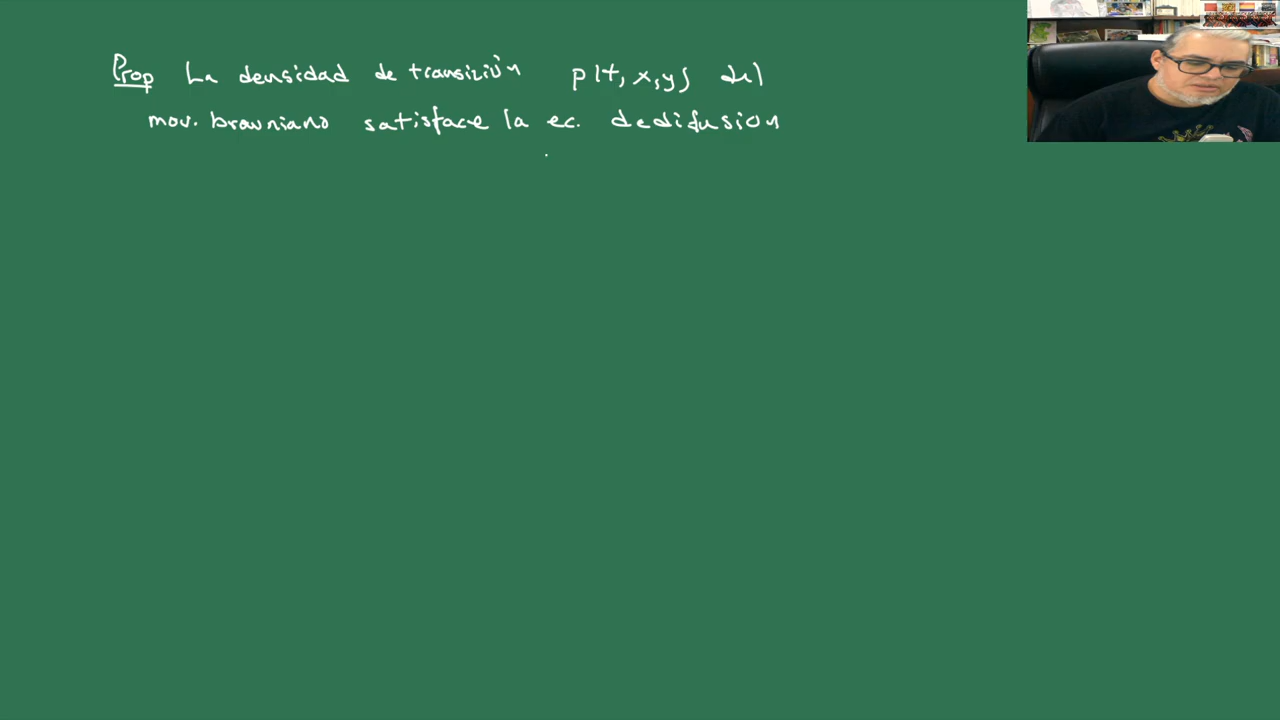 Prop La densidad de transición p(t,x,y) del
mov. browniano satisface la ec. de difusion